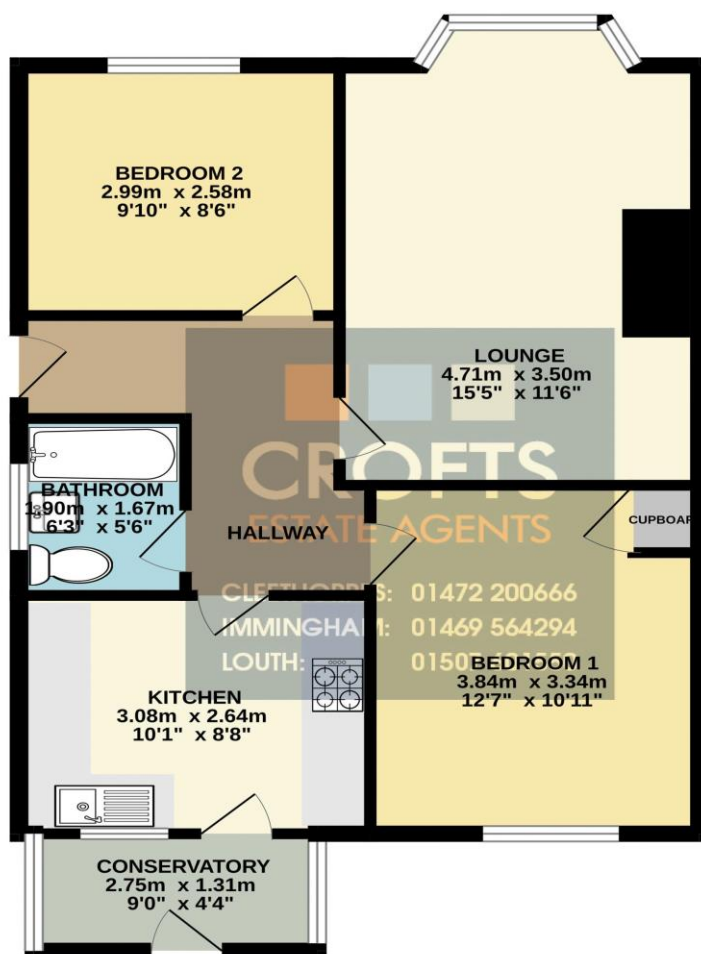 BEDROOM 2
2.99m x 2.58m
9'10" x 8'6"
LOUNGE
4.71m x 3.50m
15'5" x 11'6"
CROFTS
ESTATE AGENTS
BATHROOM
1.90m x 1.67m
6'3" x 5'6"
HALLWAY
CUPBOAR
CLEETHORPES: 01472 200666
IMMINGHAM: 01469 564294
LOUTH:
BEDROOM 1
3.84m x 3.34m
12'7" x 10'11"
KITCHEN
3.08m x 2.64m
10'1" x 8'8"
CONSERVATORY
2.75m x 1.31m
9'0" x 4'4"